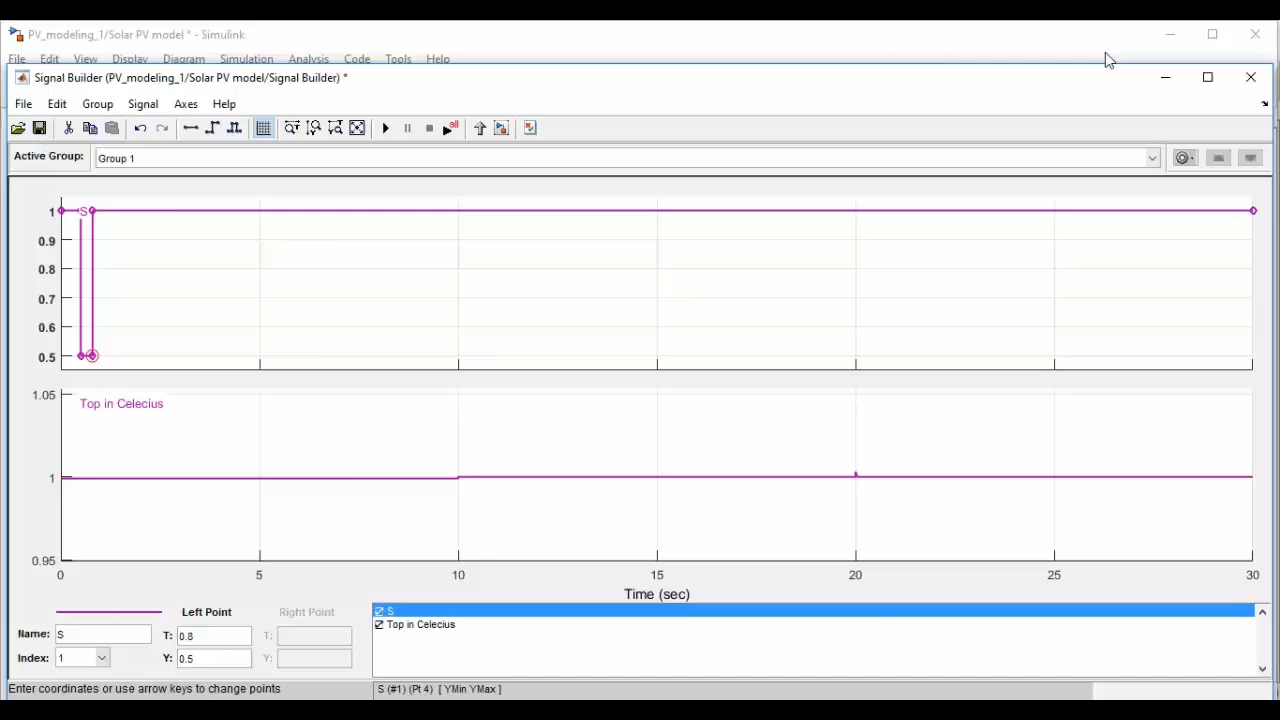 PV_modeling_1/Solar PV model * - Simulink
File Edit View Display Diagram Simulation Analysis Code Tools Help
Signal Builder (PV_modeling_1/Solar PV model/Signal Builder) *
File Edit Group Signal Axes Help
all
Active Group: Group 1
1
S
0.9
0.8
0.7
0.6
0.5
1.05
Top in Celecius
1
0.95
0 5 10 15 20 25 30
Time (sec)
Left Point Right Point
Name: S T: 0.8 T:
Index: 1 Y: 0.5 Y:
S
Top in Celecius
Enter coordinates or use arrow keys to change points
S (#1) (Pt 4) [ YMin YMax ]